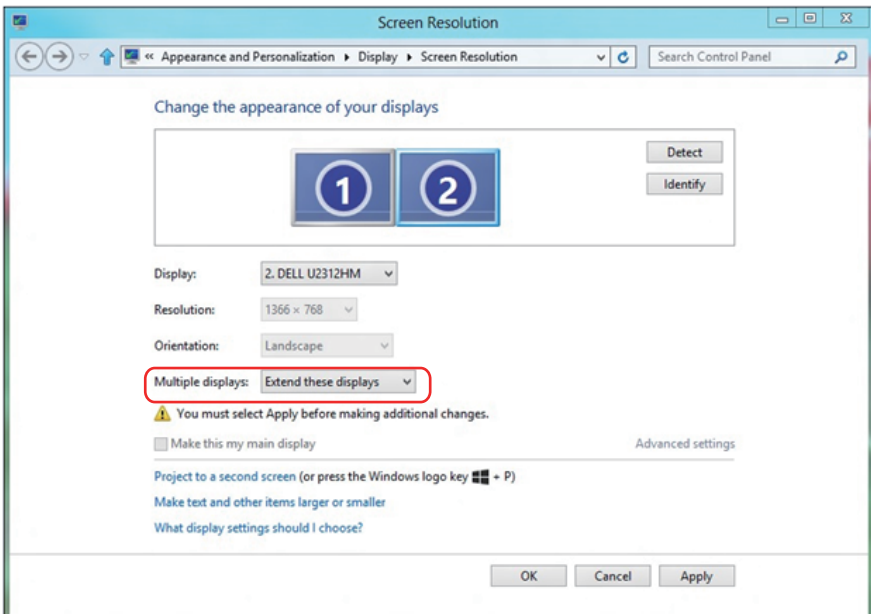 Screen Resolution
« Appearance and Personalization Display Screen Resolution
Search Control Panel
Change the appearance of your displays
1 2
Detect
Identify
Display: 2. DELL U2312HM
Resolution: 1366 × 768
Orientation: Landscape
Multiple displays: Extend these displays
You must select Apply before making additional changes.
Make this my main display
Advanced settings
Project to a second screen (or press the Windows logo key + P)
Make text and other items larger or smaller
What display settings should I choose?
OK Cancel Apply